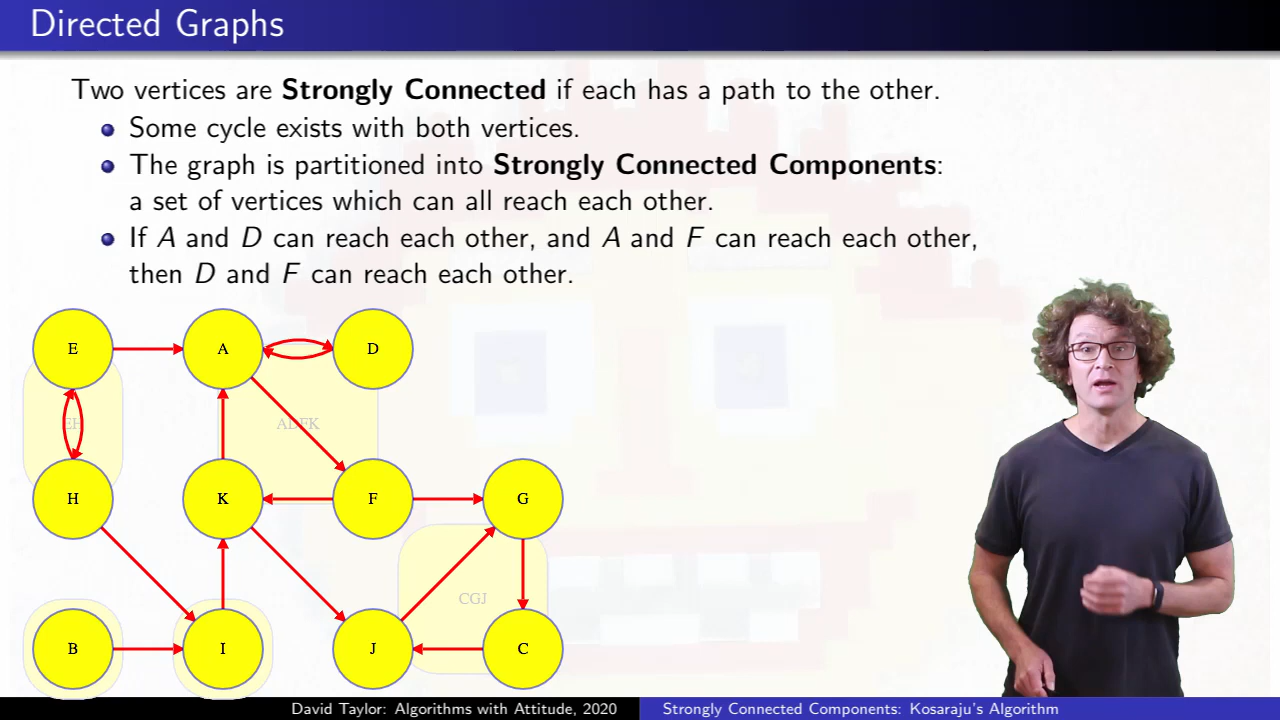 Directed Graphs
Two vertices are Strongly Connected if each has a path to the other.
Some cycle exists with both vertices.
The graph is partitioned into Strongly Connected Components:
a set of vertices which can all reach each other.
If A and D can reach each other, and A and F can reach each other,
then D and F can reach each other.
E A D
EH ADFK
H K F G
CGJ
B I J C
David Taylor: Algorithms with Attitude, 2020 Strongly Connected Components: Kosaraju's Algorithm